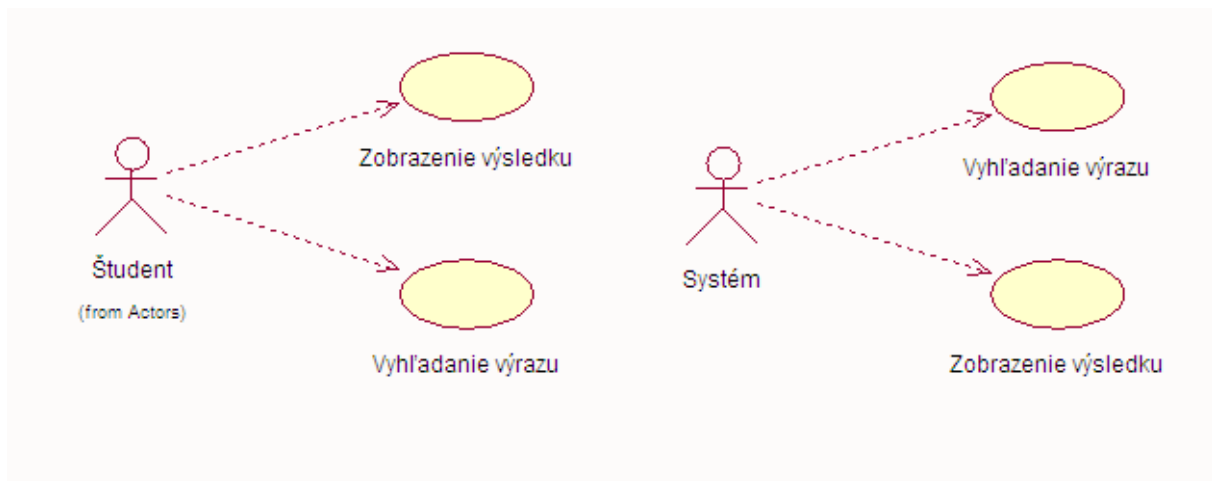 Zobrazenie výsledku
Študent
(from Actors)
Vyhľadanie výrazu
Vyhľadanie výrazu
Systém
Zobrazenie výsledku